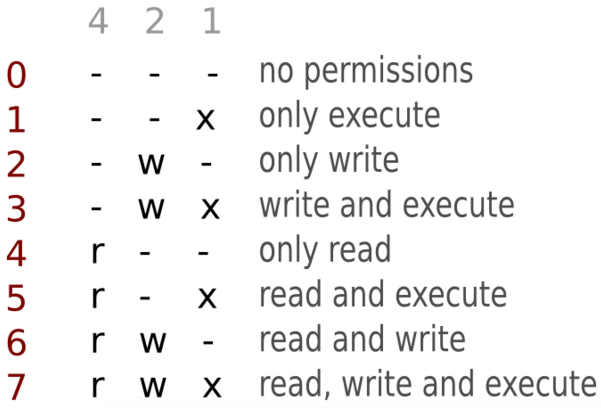 4 2 1
0 - - - no permissions
1 - - x only execute
2 - w - only write
3 - w x write and execute
4 r - - only read
5 r - x read and execute
6 r w - read and write
7 r w x read, write and execute